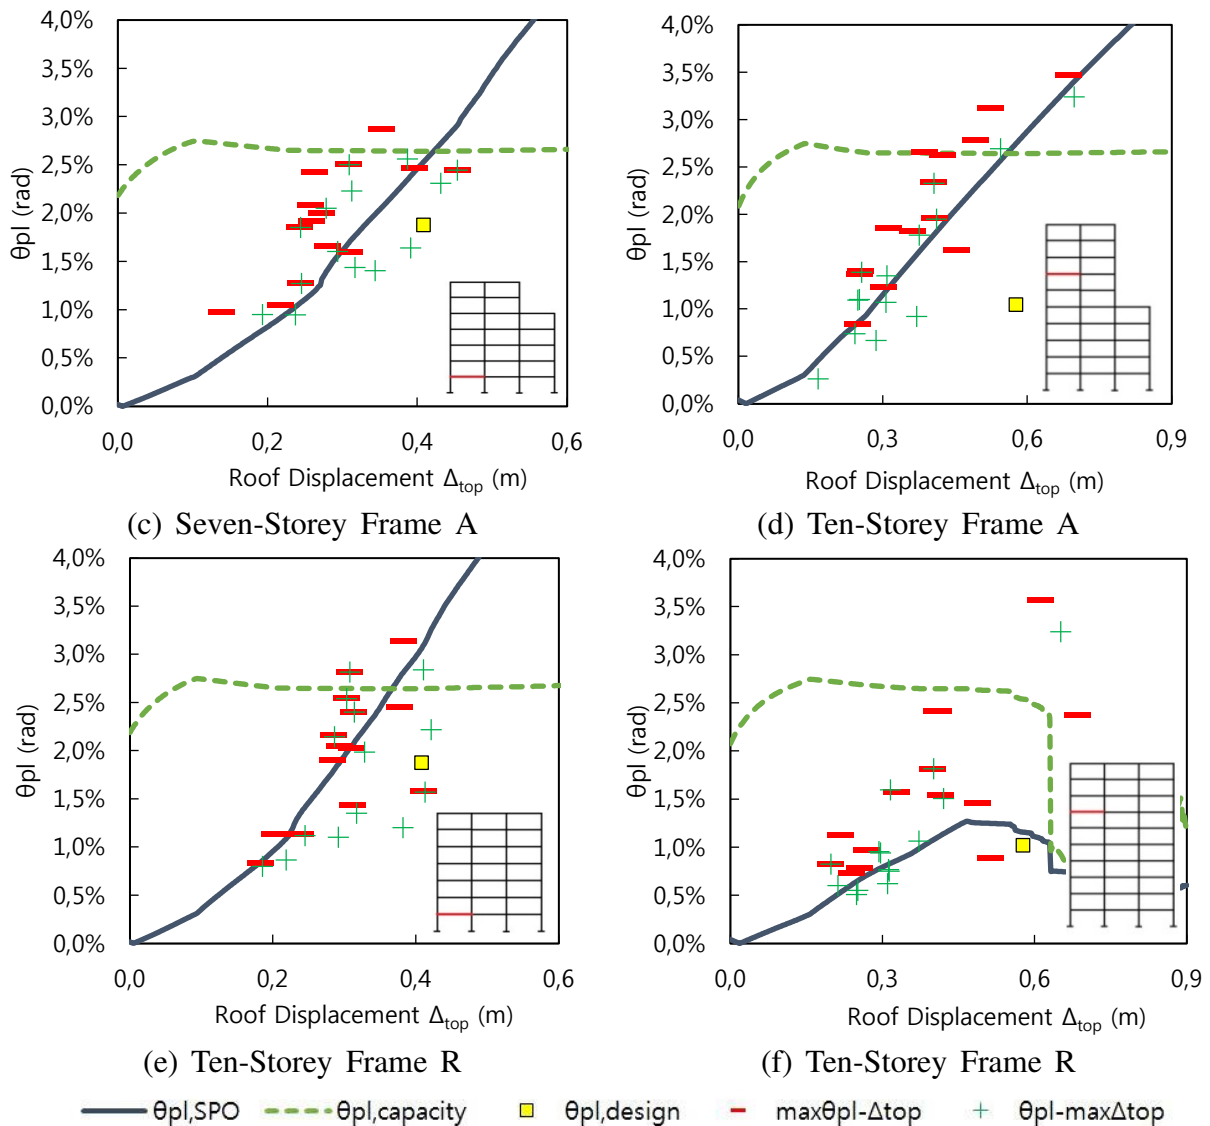 4,0%
3,5%
3,0%
2,5%
2,0%
1,5%
1,0%
0,5%
0,0%
θpl (rad)
0,0 0,2 0,4 0,6
Roof Displacement Δtop (m)
(c) Seven-Storey Frame A
4,0%
3,5%
3,0%
2,5%
2,0%
1,5%
1,0%
0,5%
0,0%
θpl (rad)
0,0 0,3 0,6 0,9
Roof Displacement Δtop (m)
(d) Ten-Storey Frame A
4,0%
3,5%
3,0%
2,5%
2,0%
1,5%
1,0%
0,5%
0,0%
θpl (rad)
0,0 0,2 0,4 0,6
Roof Displacement Δtop (m)
(e) Ten-Storey Frame R
4,0%
3,5%
3,0%
2,5%
2,0%
1,5%
1,0%
0,5%
0,0%
θpl (rad)
0,0 0,3 0,6 0,9
Roof Displacement Δtop (m)
(f) Ten-Storey Frame R
θpl,SPO θpl,capacity θpl,design maxθpl-Δtop θpl-maxΔtop